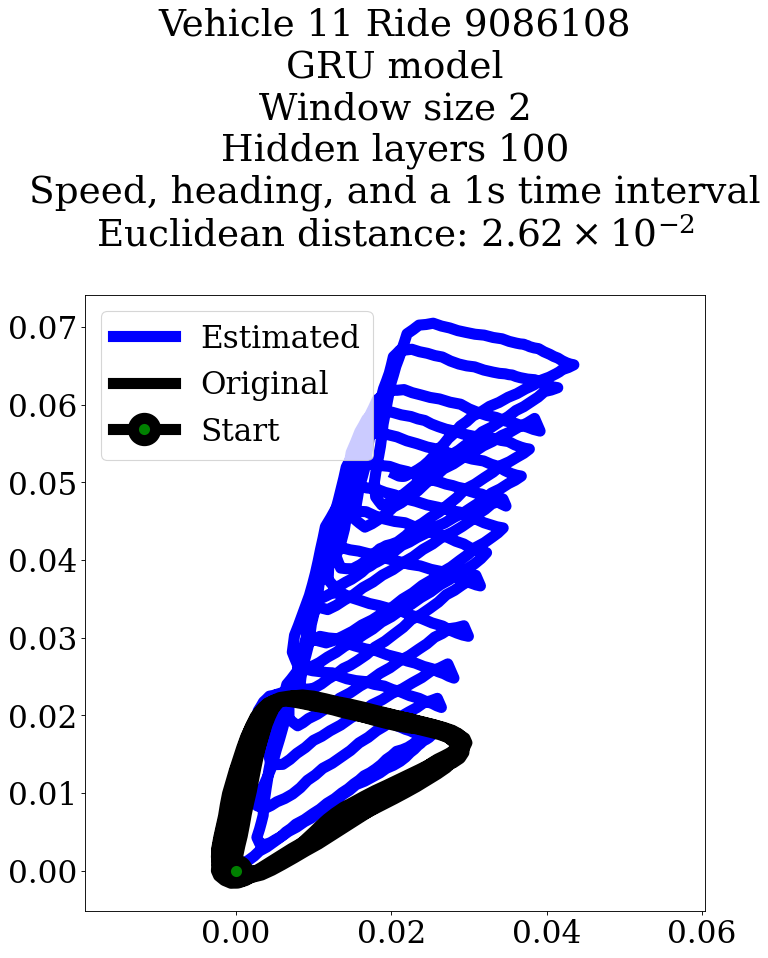 Vehicle 11 Ride 9086108
GRU model
Window size 2
Hidden layers 100
Speed, heading, and a 1s time interval
Euclidean distance: 2.62 × 10⁻²
Estimated
Original
Start
0.07
0.06
0.05
0.04
0.03
0.02
0.01
0.00
0.00 0.02 0.04 0.06